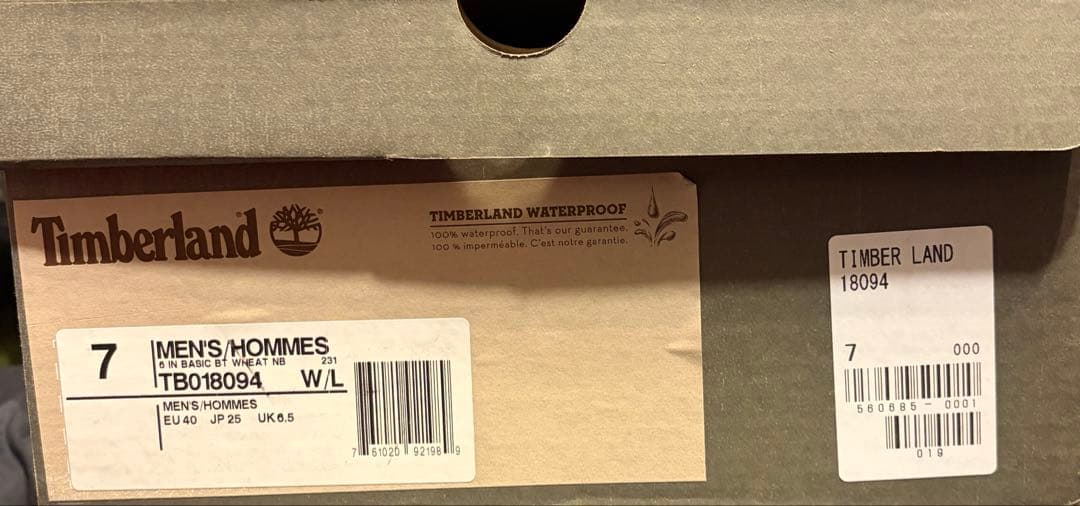 Timberland ®
TIMBERLAND WATERPROOF
100% waterproof. That's our guarantee.
100 % imperméable. C'est notre garantie.
7
MEN'S/HOMMES
6 IN BASIC BT WHEAT NB 231
TB018094 W/L
MEN'S/HOMMES
EU 40 JP 25 UK 6.5
7 61020 92198 9
TIMBER LAND
18094
7 000
560685-0001
019